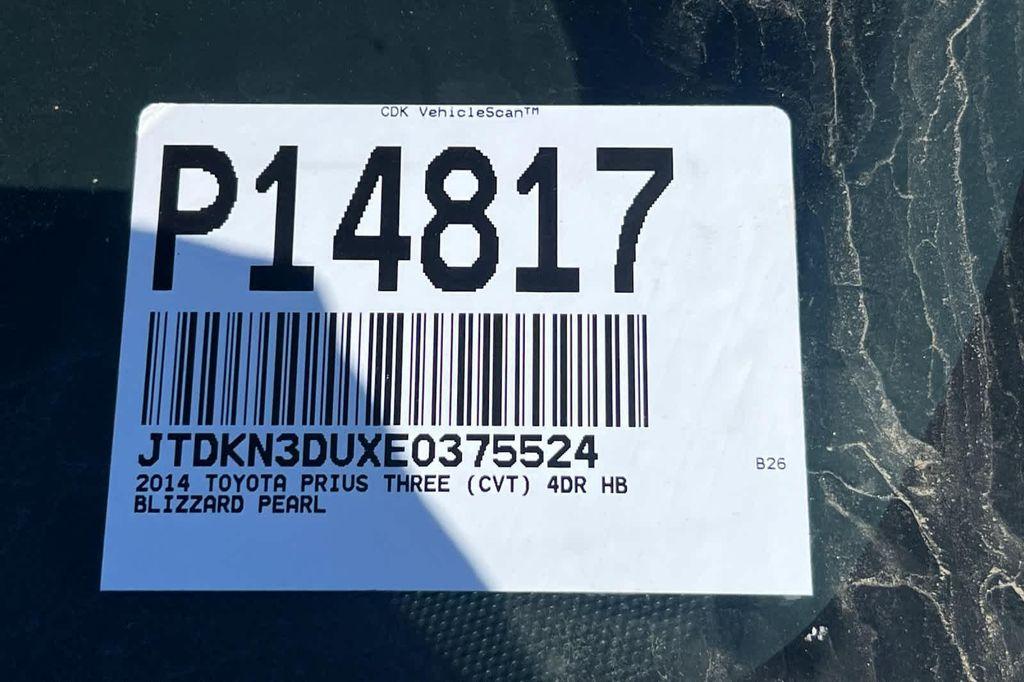 CDK VehicleScan™
P14817
JTDKN3DUXE0375524
2014 TOYOTA PRIUS THREE (CVT) 4DR HB
BLIZZARD PEARL
B26